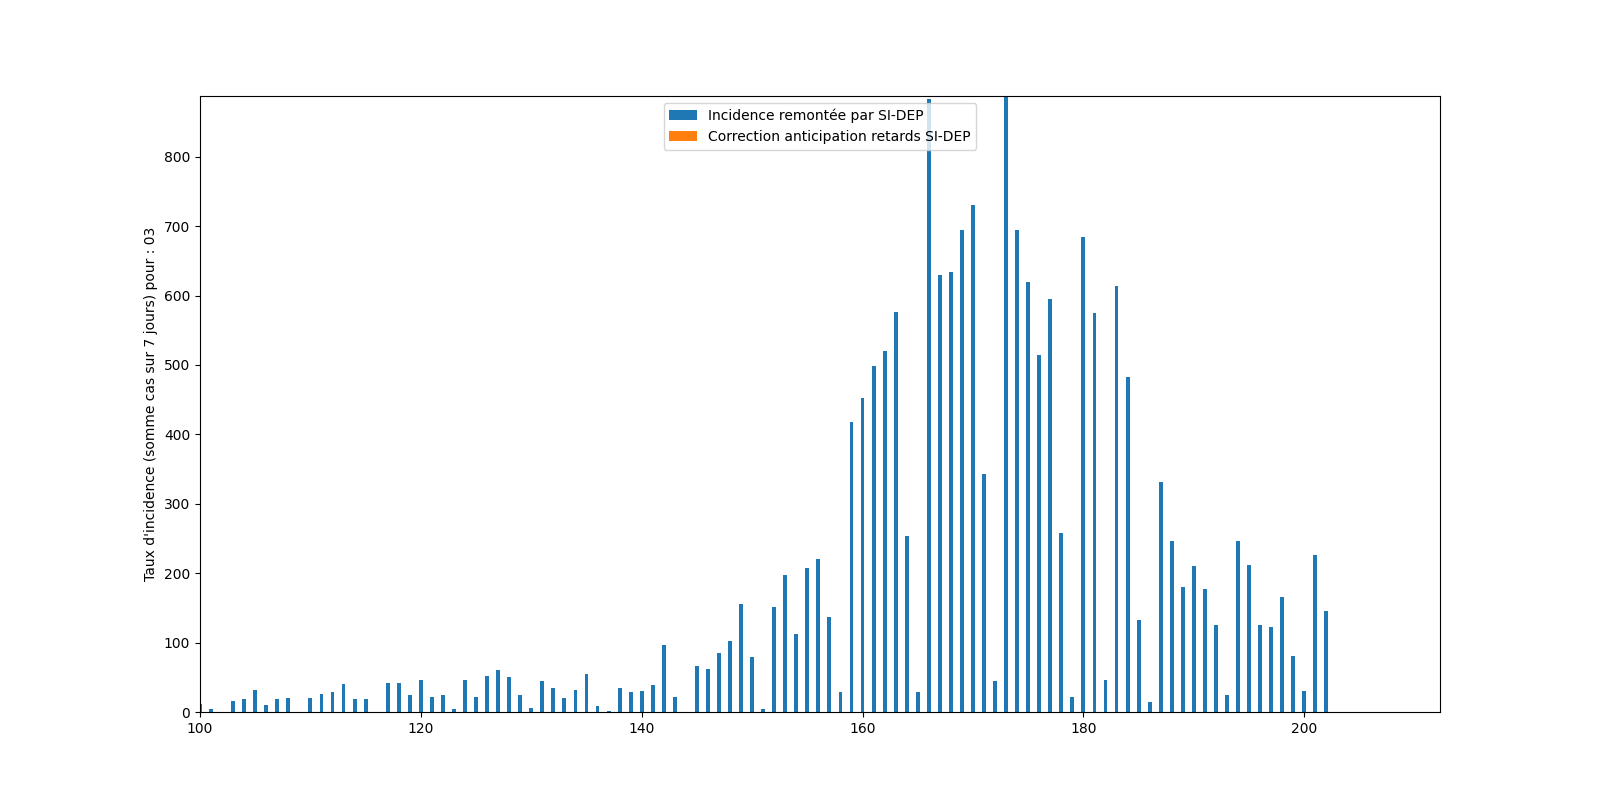 Incidence remontée par SI-DEP
Correction anticipation retards SI-DEP
Taux d'incidence (somme cas sur 7 jours) pour : 03
800
700
600
500
400
300
200
100
0
100 120 140 160 180 200